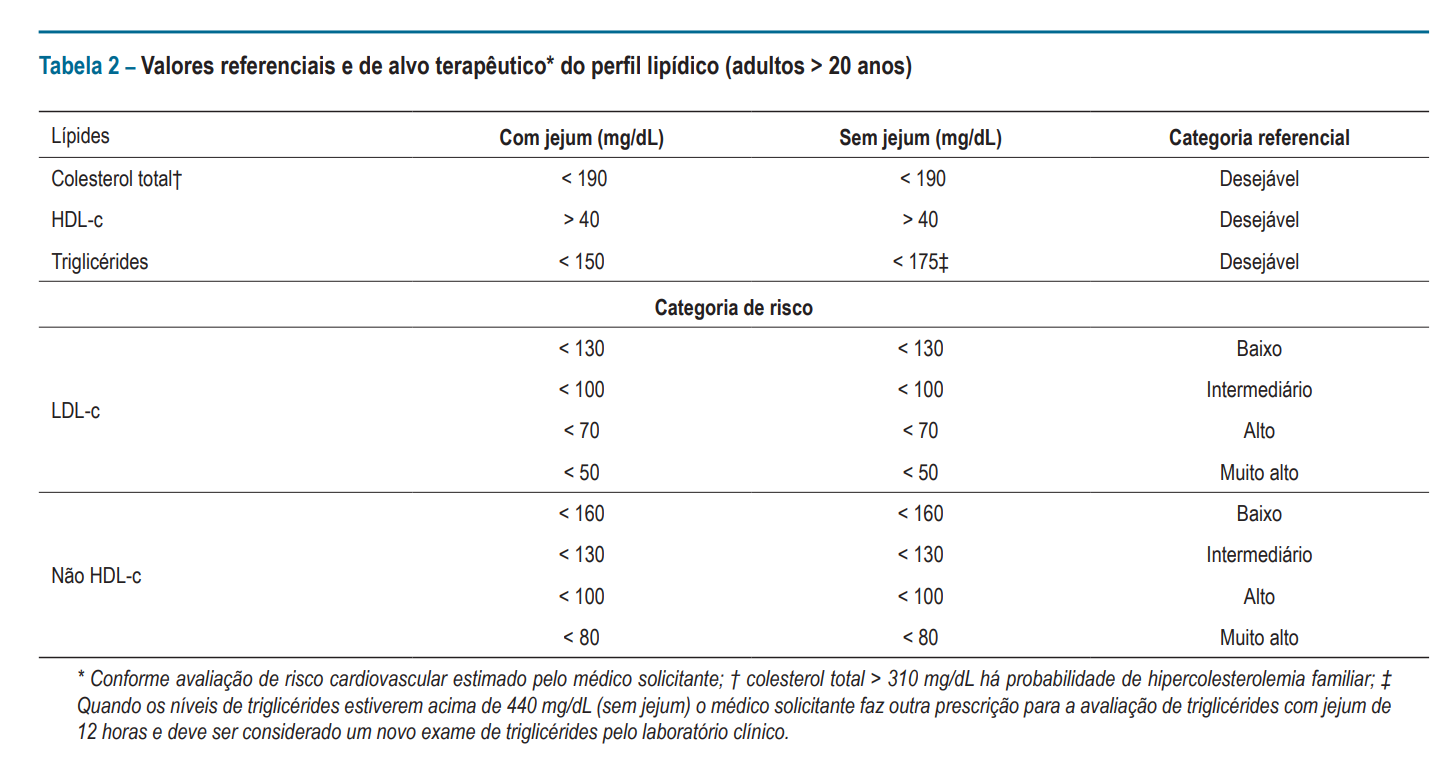 Tabela 2 – Valores referenciais e de alvo terapêutico* do perfil lipídico (adultos > 20 anos)
Lípides Com jejum (mg/dL) Sem jejum (mg/dL) Categoria referencial
Colesterol total† < 190 < 190 Desejável
HDL-c > 40 > 40 Desejável
Triglicérides < 150 < 175‡ Desejável
Categoria de risco
LDL-c
< 130 < 130 Baixo
< 100 < 100 Intermediário
< 70 < 70 Alto
< 50 < 50 Muito alto
Não HDL-c
< 160 < 160 Baixo
< 130 < 130 Intermediário
< 100 < 100 Alto
< 80 < 80 Muito alto
* Conforme avaliação de risco cardiovascular estimado pelo médico solicitante; † colesterol total > 310 mg/dL há probabilidade de hipercolesterolemia familiar; ‡
Quando os níveis de triglicérides estiverem acima de 440 mg/dL (sem jejum) o médico solicitante faz outra prescrição para a avaliação de triglicérides com jejum de
12 horas e deve ser considerado um novo exame de triglicérides pelo laboratório clínico.